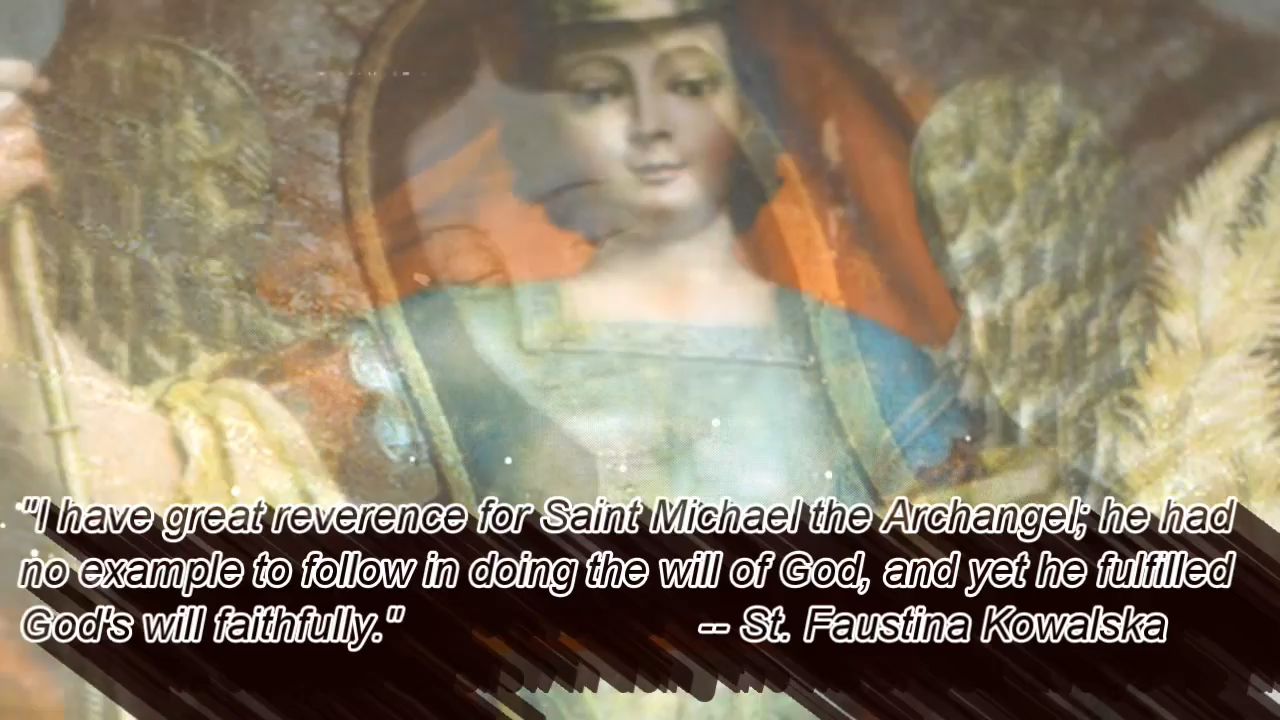 "I have great reverence for Saint Michael the Archangel; he had
no example to follow in doing the will of God, and yet he fulfilled
God's will faithfully."   -- St. Faustina Kowalska